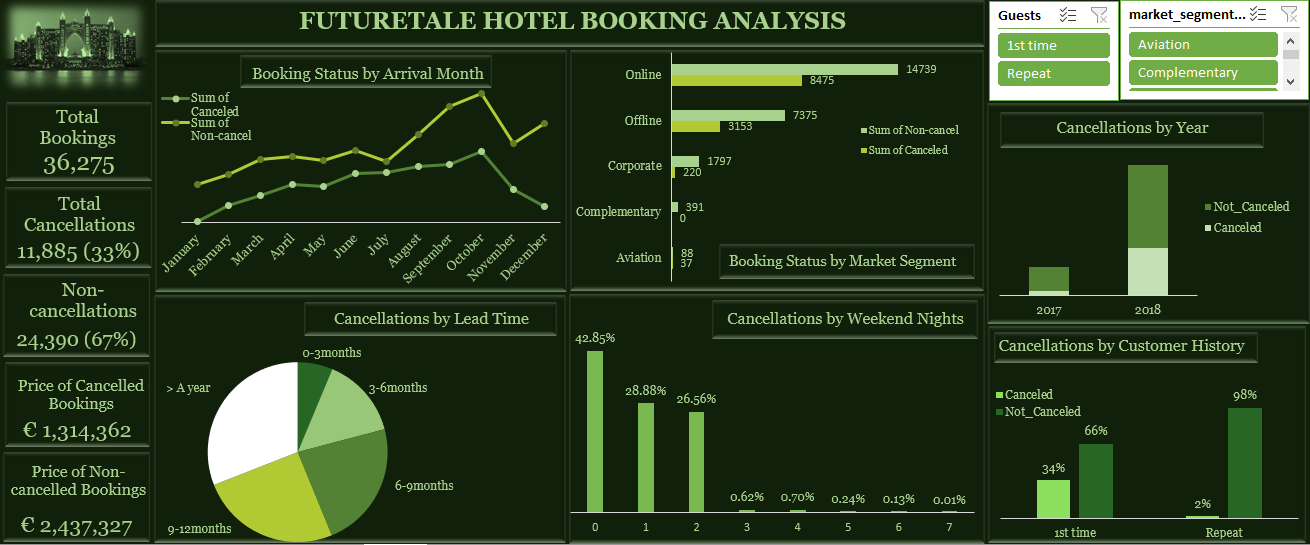 FUTURETALE HOTEL BOOKING ANALYSIS
Guests
1st time
Repeat
market_segment...
Aviation
Complementary
Total
Bookings
36,275
Total
Cancellations
11,885 (33%)
Non-
cancellations
24,390 (67%)
Price of Cancelled
Bookings
€ 1,314,362
Price of Non-
cancelled Bookings
€ 2,437,327
Booking Status by Arrival Month
Sum of
Canceled
Sum of
Non-cancel
January
February
March
April
May
June
July
August
September
October
November
December
Online
14739
8475
Offline
7375
3153
Corporate
1797
220
Complementary
391
0
Aviation
88
37
Sum of Non-cancel
Sum of Canceled
Booking Status by Market Segment
Cancellations by Year
Not_Canceled
Canceled
2017
2018
Cancellations by Lead Time
0-3months
3-6months
6-9months
9-12months
> A year
Cancellations by Weekend Nights
42.85%
28.88%
26.56%
0.62%
0.70%
0.24%
0.13%
0.01%
0
1
2
3
4
5
6
7
Cancellations by Customer History
Canceled
Not_Canceled
34%
66%
2%
98%
1st time
Repeat